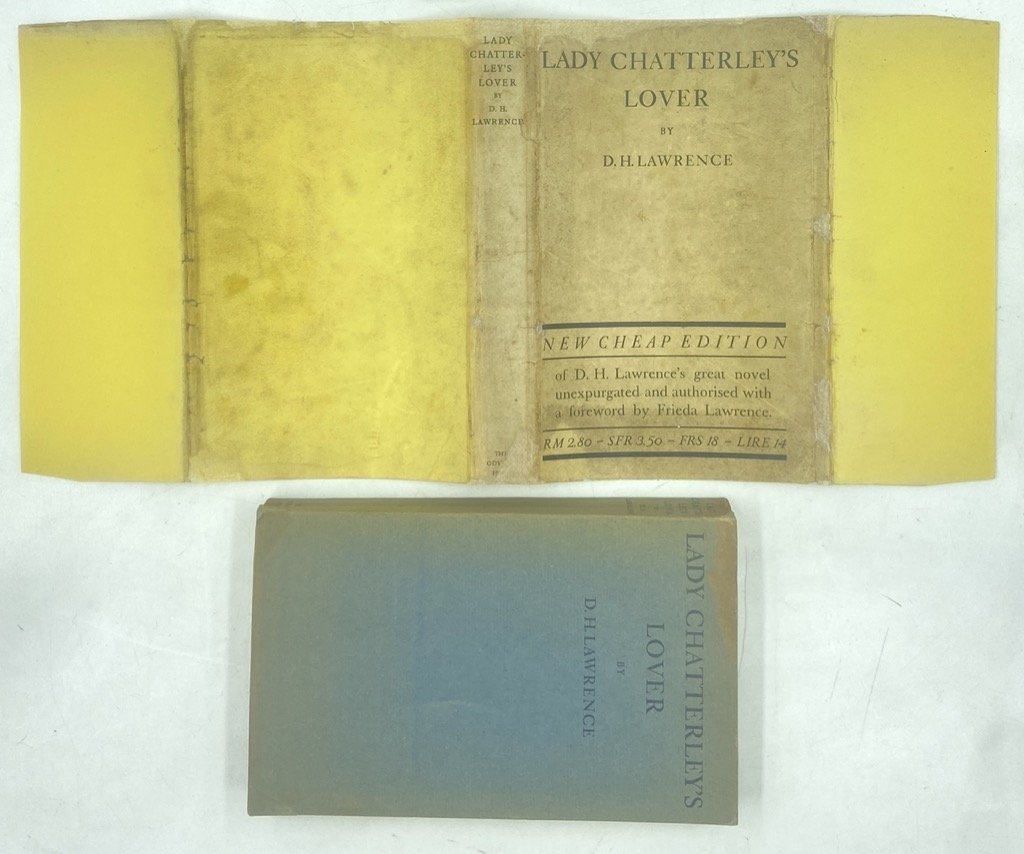 LADY
CHATTER-
LEY'S
LOVER
BY
D. H.
LAWRENCE
THE
LADY CHATTERLEY'S
LOVER
BY
D. H. LAWRENCE
NEW CHEAP EDITION
of D. H. Lawrence's great novel
unexpurgated and authorised with
a foreword by Frieda Lawrence.
RM 2.80 – SFR 3.50 – FRS 18 – LIRE 14
LADY CHATTERLEY'S
LOVER
BY
D. H. LAWRENCE